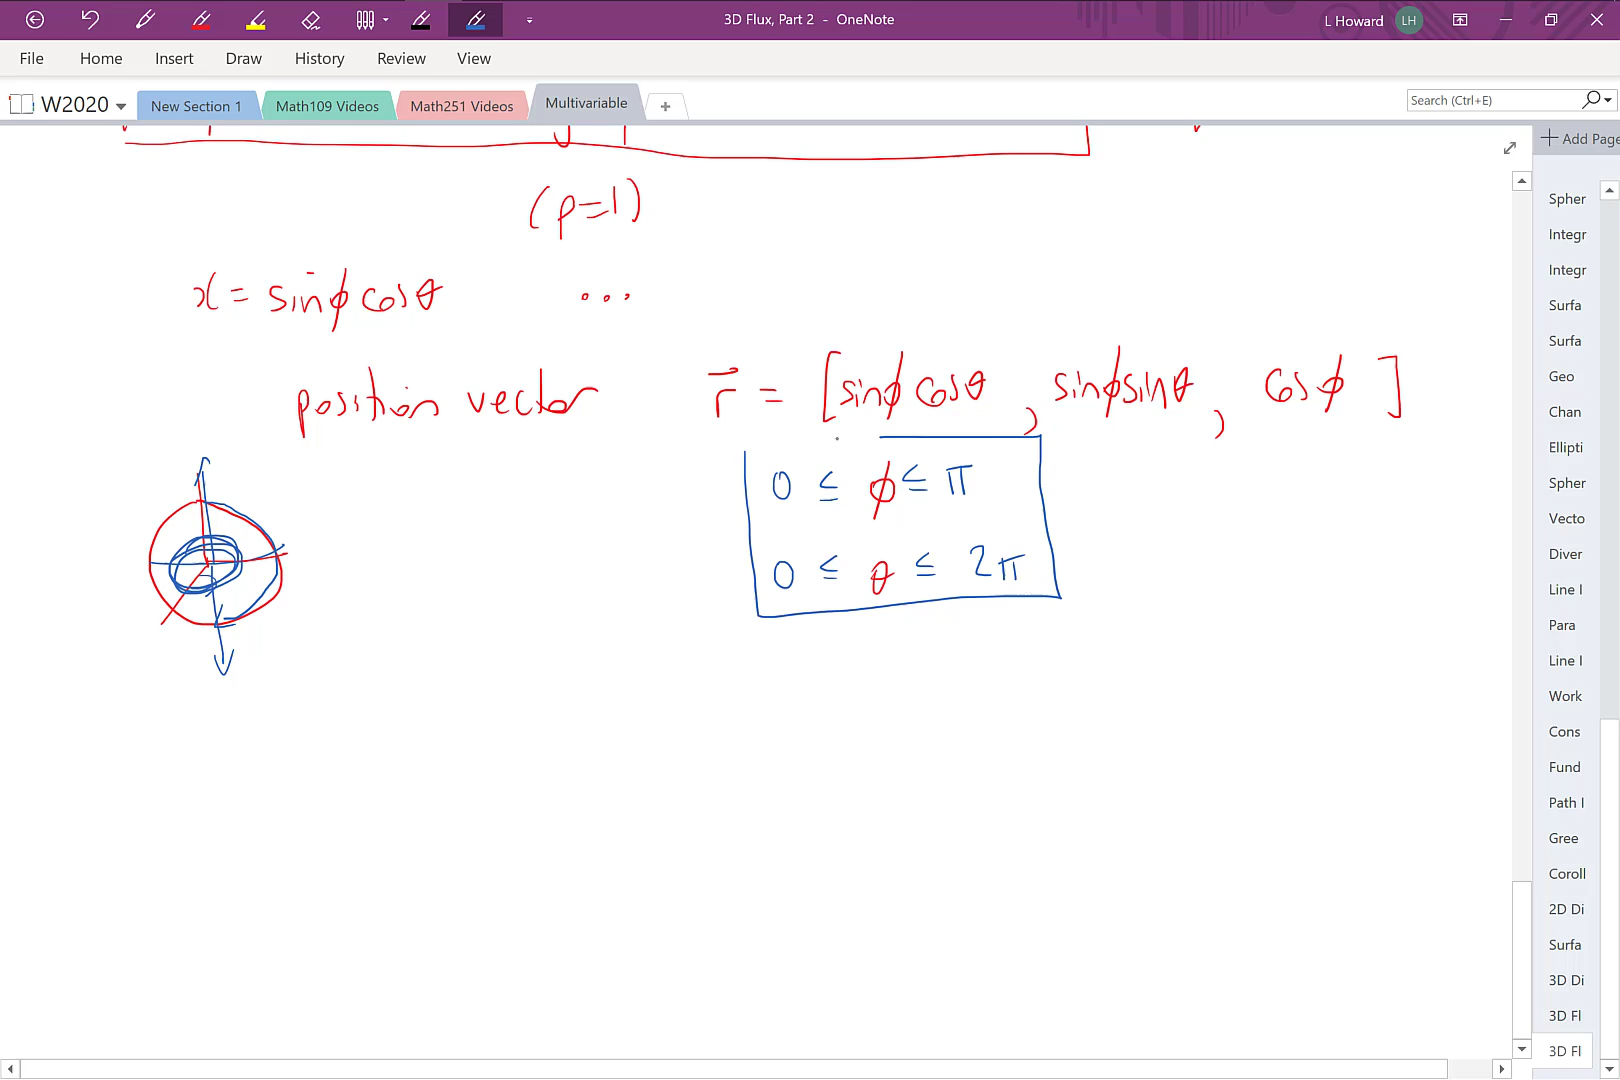 3D Flux, Part 2 - OneNote
L Howard
LH
File Home Insert Draw History Review View
W2020
New Section 1
Math109 Videos
Math251 Videos
Multivariable
Search (Ctrl+E)
Add Page
(ρ=1)
x = sinϕ cosθ ...
position vector r⃗ = [sinϕ cosθ , sinϕ sinθ , cosϕ ]
0 ≤ ϕ ≤ π
0 ≤ θ ≤ 2π
Spher
Integr
Integr
Surfa
Surfa
Geo
Chan
Ellipti
Spher
Vecto
Diver
Line I
Para
Line I
Work
Cons
Fund
Path I
Gree
Coroll
2D Di
Surfa
3D Di
3D Fl
3D Fl